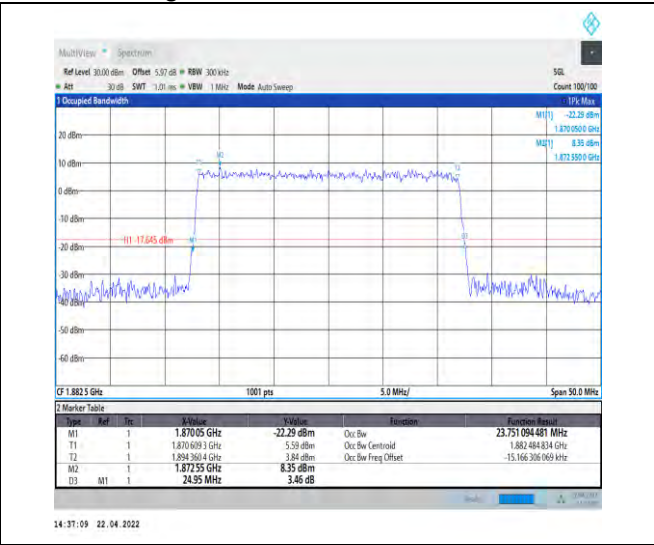 MultiView Spectrum
Ref Level 30.00 dBm Offset 5.97 dB RBW 300 kHz SGL
Att 30 dB SWT 1.01 ms VBW 1 MHz Mode Auto Sweep Count 100/100
1 Occupied Bandwidth 1Pk Max
M1[1] -22.29 dBm
1.870 050 0 GHz
M2[1] 8.35 dBm
1.872 550 0 GHz
20 dBm
M2
T1
T2
10 dBm
0 dBm
-10 dBm
H1 -17.645 dBm
M1
D3
-20 dBm
-30 dBm
-40 dBm
-50 dBm
-60 dBm
CF 1.882 5 GHz 1001 pts 5.0 MHz/ Span 50.0 MHz
2 Marker Table
Type Ref Trc X-Value Y-Value Function Function Result
M1 1 1.870 05 GHz -22.29 dBm Occ Bw 23.751 094 481 MHz
T1 1 1.870 609 3 GHz 5.59 dBm Occ Bw Centroid 1.882 484 834 GHz
T2 1 1.894 360 4 GHz 3.84 dBm Occ Bw Freq Offset -15.166 306 069 kHz
M2 1 1.872 55 GHz 8.35 dBm
D3 M1 1 24.95 MHz 3.46 dB
14:37:09 22.04.2022